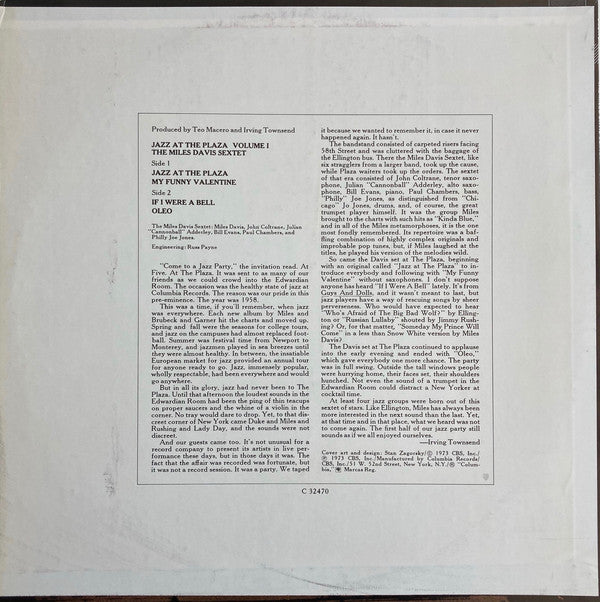 Produced by Teo Macero and Irving Townsend
JAZZ AT THE PLAZA VOLUME I
THE MILES DAVIS SEXTET
Side 1
JAZZ AT THE PLAZA
MY FUNNY VALENTINE
Side 2
IF I WERE A BELL
OLEO
The Miles Davis Sextet: Miles Davis, John Coltrane, Julian
"Cannonball" Adderley, Bill Evans, Paul Chambers, and
Philly Joe Jones.
Engineering: Russ Payne
"Come to a Jazz Party," the invitation read. At
Five. At The Plaza. It was sent to as many of our
friends as we could crowd into the Edwardian
Room. The occasion was the healthy state of jazz at
Columbia Records. The reason was our pride in this
pre-eminence. The year was 1958.
This was a time, if you'll remember, when jazz
was everywhere. Each new album by Miles and
Brubeck and Garner hit the charts and moved up.
Spring and fall were the seasons for college tours,
and jazz on the campuses had almost replaced foot-
ball. Summer was festival time from Newport to
Monterey, and jazzmen played in sea breezes until
they were almost healthy. In between, the insatiable
European market for jazz provided an annual tour
for anyone ready to go. Jazz, immensely popular,
wholly respectable, had been everywhere and would
go anywhere.
But in all its glory, jazz had never been to The
Plaza. Until that afternoon the loudest sounds in the
Edwardian Room had been the ping of thin teacups
on proper saucers and the whine of a violin in the
corner. No tray would dare to drop. Yet, to that dis-
creet corner of New York came Duke and Miles and
Rushing and Lady Day, and the sounds were not
discreet.
And our guests came too. It's not unusual for a
record company to present its artists in live per-
formance these days, but in those days it was. The
fact that the affair was recorded was fortunate, but
it was not a record session. It was a party. We taped
it because we wanted to remember it, in case it never
happened again. It hasn't.
The bandstand consisted of carpeted risers facing
58th Street and was cluttered with the baggage of
the Ellington bus. There the Miles Davis Sextet, like
six stragglers from a larger band, took up the cause,
while Plaza waiters took up the orders. The sextet
of that era consisted of John Coltrane, tenor saxo-
phone, Julian "Cannonball" Adderley, alto saxo-
phone, Bill Evans, piano, Paul Chambers, bass,
"Philly" Joe Jones, as distinguished from "Chi-
cago" Jo Jones, drums, and, of course, the great
trumpet player himself. It was the group Miles
brought to the charts with such hits as "Kinda Blue,"
and in all of the Miles metamorphoses, it is the one
most fondly remembered. Its repertoire was a baf-
fling combination of highly complex originals and
improbable pop tunes, but, if Miles laughed at the
titles, he played his version of the melodies wild.
So came the Davis set at The Plaza, beginning
with an original called "Jazz at The Plaza" to in-
troduce everybody and following with "My Funny
Valentine" without saxophones. I don't suppose
anyone has heard "If I Were A Bell" lately. It's from
Guys And Dolls, and it wasn't meant to last, but
jazz players have a way of rescuing songs by sheer
perverseness. Who would have expected to hear
"Who's Afraid of The Big Bad Wolf?" by Elling-
ton or "Russian Lullaby" shouted by Jimmy Rush-
ing? Or, for that matter, "Someday My Prince Will
Come" in a less than Snow White version by Miles
Davis?
The Davis set at The Plaza continued to applause
into the early evening and ended with "Oleo,"
which gave everybody one more chance. The party
was in full swing. Outside the tall windows people
were hurrying home, their faces set, their shoulders
hunched. Not even the sound of a trumpet in the
Edwardian Room could distract a New Yorker at
cocktail time.
At least four jazz groups were born out of this
sextet of stars. Like Ellington, Miles has always been
more interested in the next sound than the last. Yet,
at that time and in that place, what we heard was not
to come again. The first half of our jazz party still
sounds as if we all enjoyed ourselves.
—Irving Townsend
Cover art and design: Stan Zagorsky/© 1973 CBS, Inc./
℗ 1973 CBS, Inc./Manufactured by Columbia Records/
CBS, Inc./51 W. 52nd Street, New York, N.Y./® "Colum-
bia," Marcas Reg.
C 32470